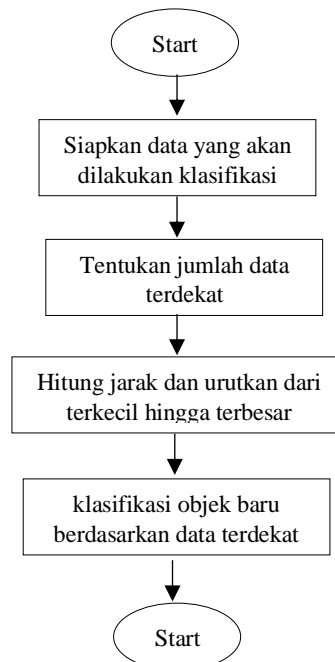 Start
Siapkan data yang akan
dilakukan klasifikasi
Tentukan jumlah data
terdekat
Hitung jarak dan urutkan dari
terkecil hingga terbesar
klasifikasi objek baru
berdasarkan data terdekat
Start